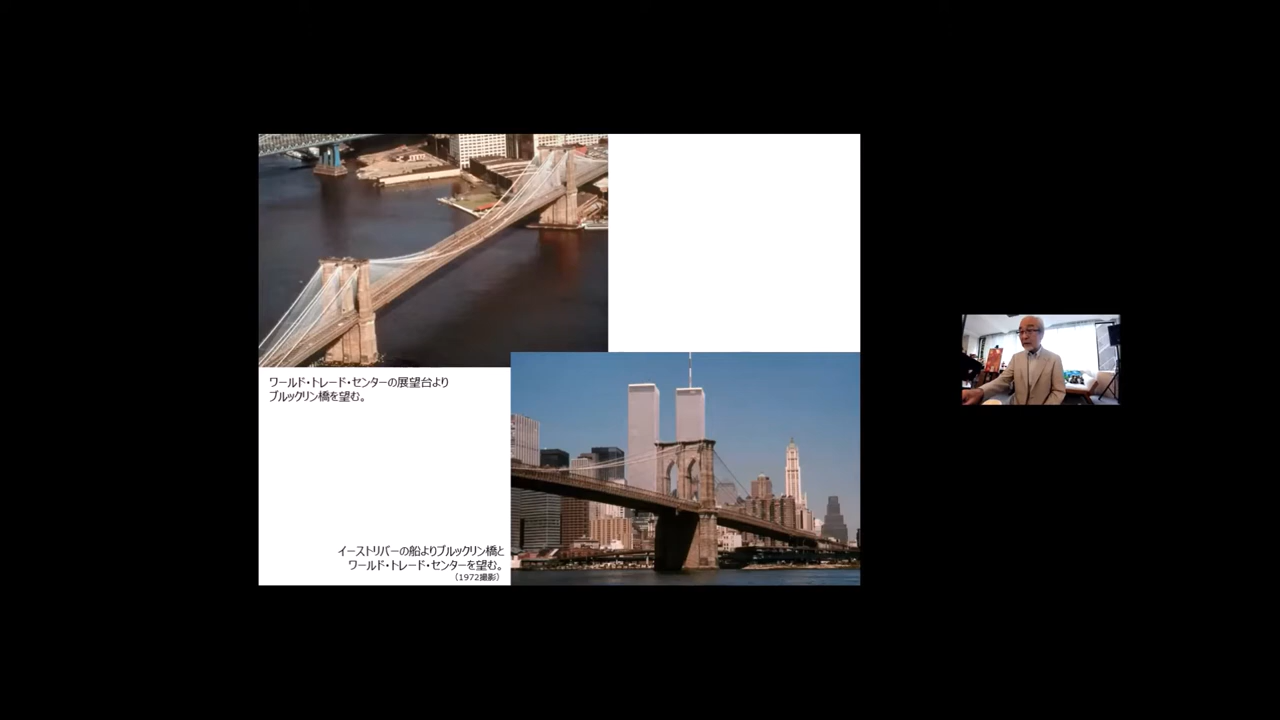 ワールド・トレード・センターの展望台より
ブルックリン橋を望む。
イーストリバーの船よりブルックリン橋と
ワールド・トレード・センターを望む。
（1972撮影）